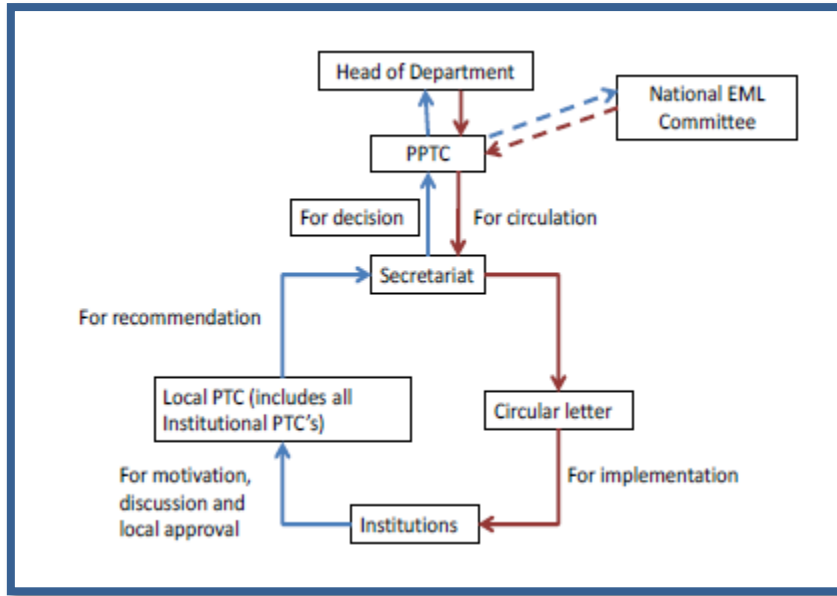 Head of Department
National EML
Committee
PPTC
For decision
For circulation
Secretariat
For recommendation
Local PTC (includes all
Institutional PTC's)
Circular letter
For motivation,
discussion and
local approval
For implementation
Institutions